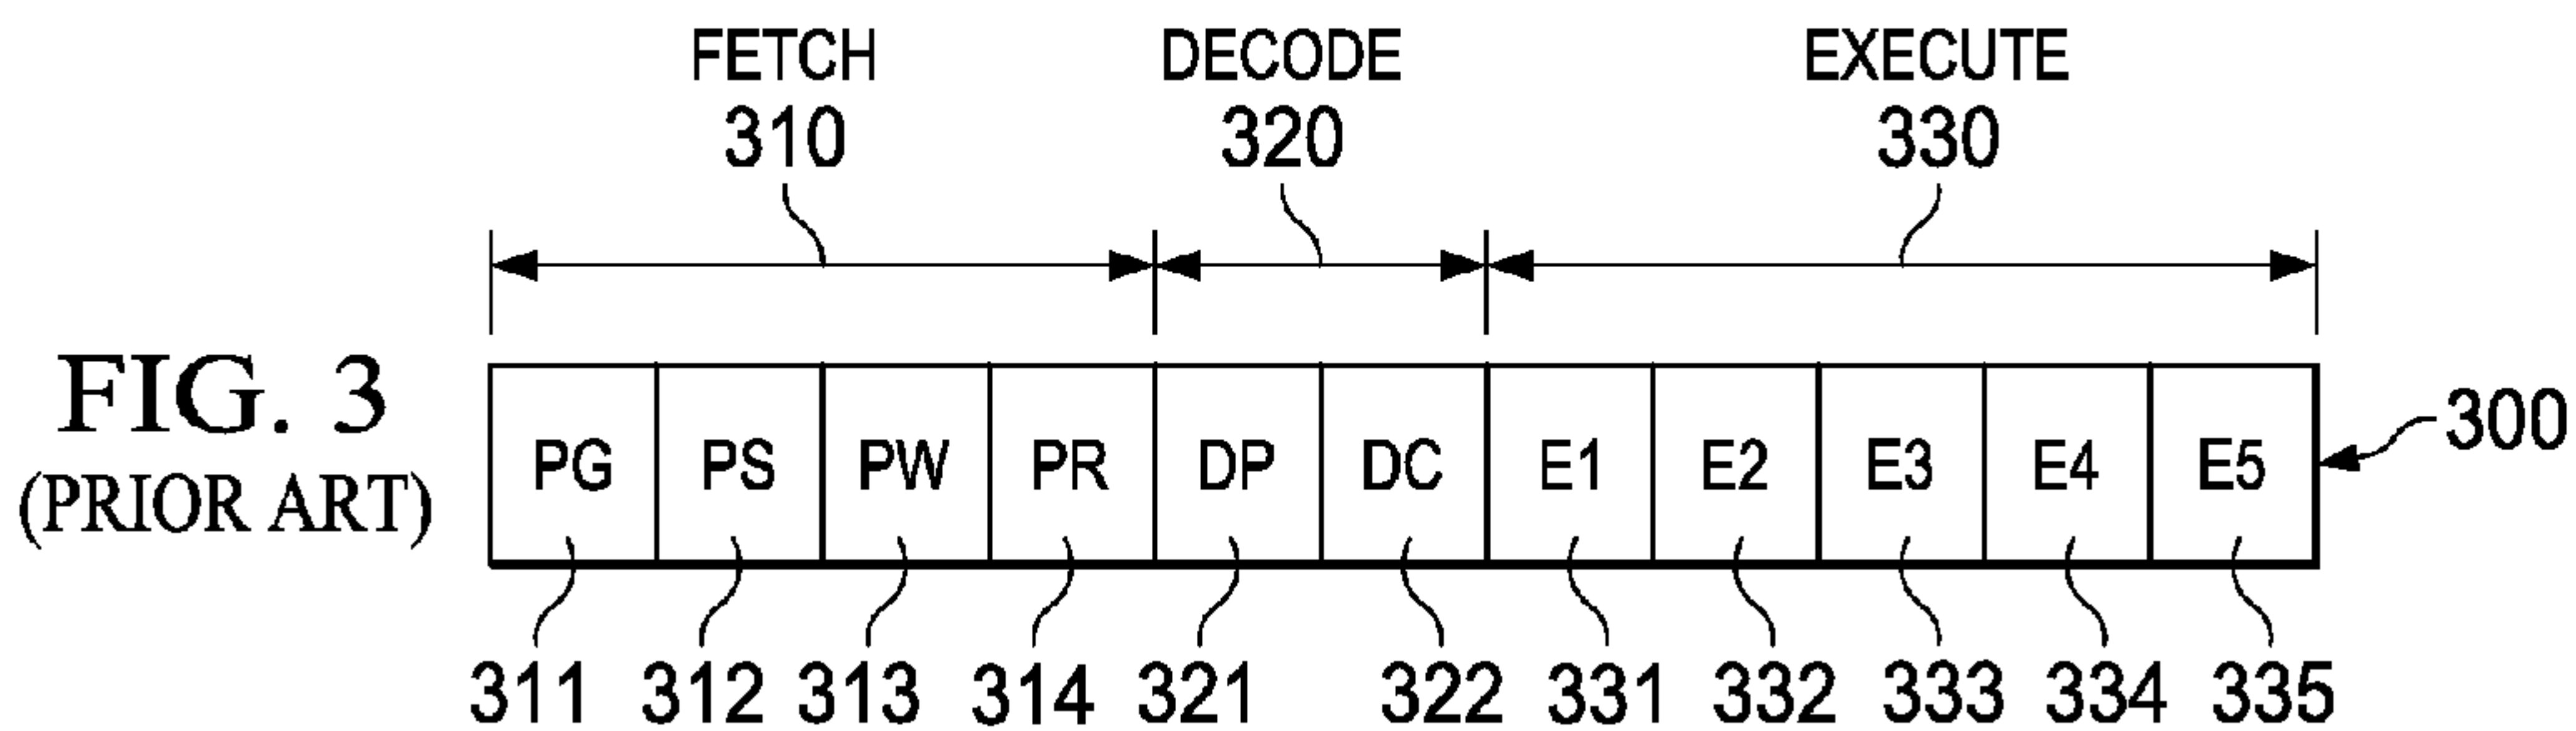 FETCH DECODE EXECUTE
310 320 330
FIG. 3
(PRIOR ART)
PG PS PW PR DP DC E1 E2 E3 E4 E5
300
311 312 313 314 321 322 331 332 333 334 335